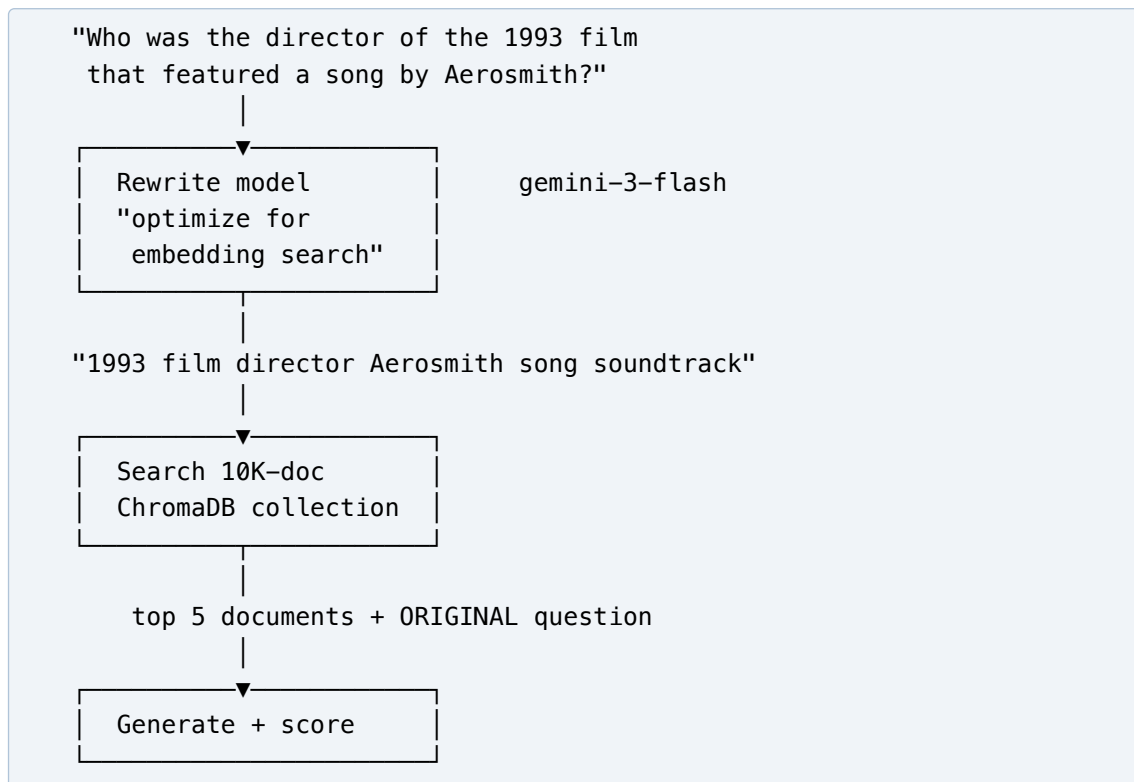 "Who was the director of the 1993 film
that featured a song by Aerosmith?"
Rewrite model gemini-3-flash
"optimize for
embedding search"
"1993 film director Aerosmith song soundtrack"
Search 10K-doc
ChromaDB collection
top 5 documents + ORIGINAL question
Generate + score